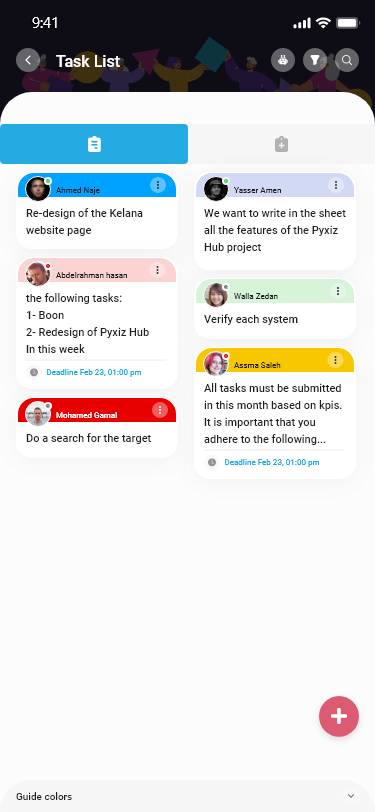 9:41
Task List
Ahmed Naje
Re-design of the Kelana
website page
Abdelrahman hasan
the following tasks:
1- Boon
2- Redesign of Pyxiz Hub
In this week
Deadline Feb 23, 01:00 pm
Mohamed Gamal
Do a search for the target
Yasser Amen
We want to write in the sheet
all the features of the Pyxiz
Hub project
Walla Zedan
Verify each system
Assma Saleh
All tasks must be submitted
in this month based on kpis.
It is important that you
adhere to the following...
Deadline Feb 23, 01:00 pm
Guide colors